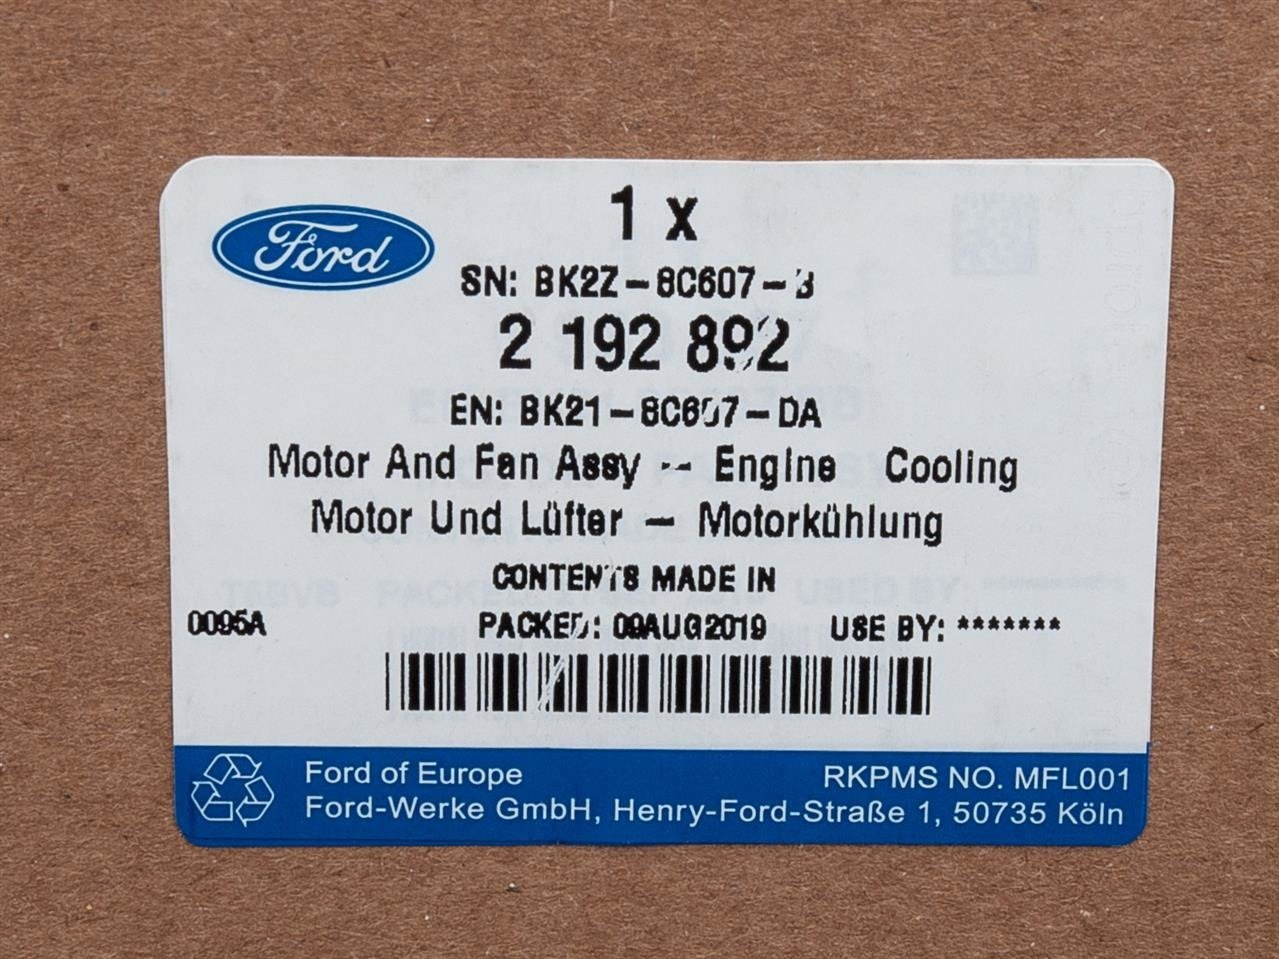 1 x
Ford
SN: BK2Z-8C607-B
2 192 892
EN: BK21-8C607-DA
Motor And Fan Assy -- Engine Cooling
Motor Und Lüfter - Motorkühlung
CONTENTS MADE IN
0095A PACKED: 09AUG2019 USE BY: *******
Ford of Europe RKPMS NO. MFL001
Ford-Werke GmbH, Henry-Ford-Straße 1, 50735 Köln